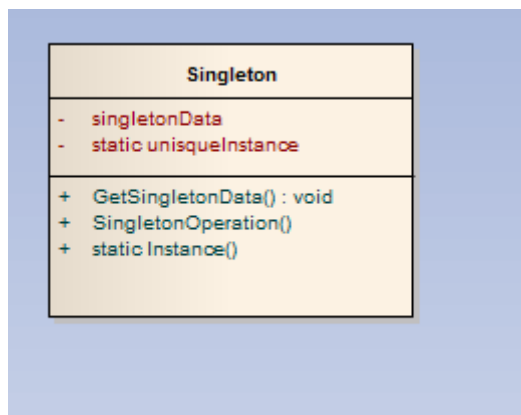 Singleton
- singletonData
- static unisqueInstance
+ GetSingletonData() : void
+ SingletonOperation()
+ static Instance()